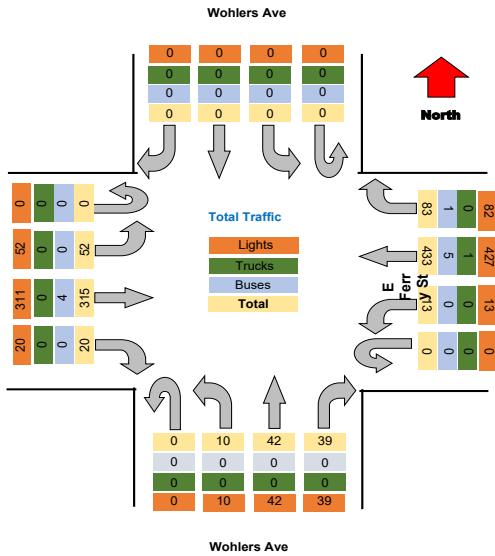 Wohlers Ave
0 0 0 0
0 0 0 0
0 0 0 0
0 0 0 0
North
0 0 0 0
52 0 0 52
311 0 4 315
20 0 0 20
Total Traffic
Lights
Trucks
Buses
Total
83 1 0 82
433 5 1 427
E
Ferr
y St
13 0 0 13
0 0 0 0
0 10 42 39
0 0 0 0
0 0 0 0
0 10 42 39
Wohlers Ave